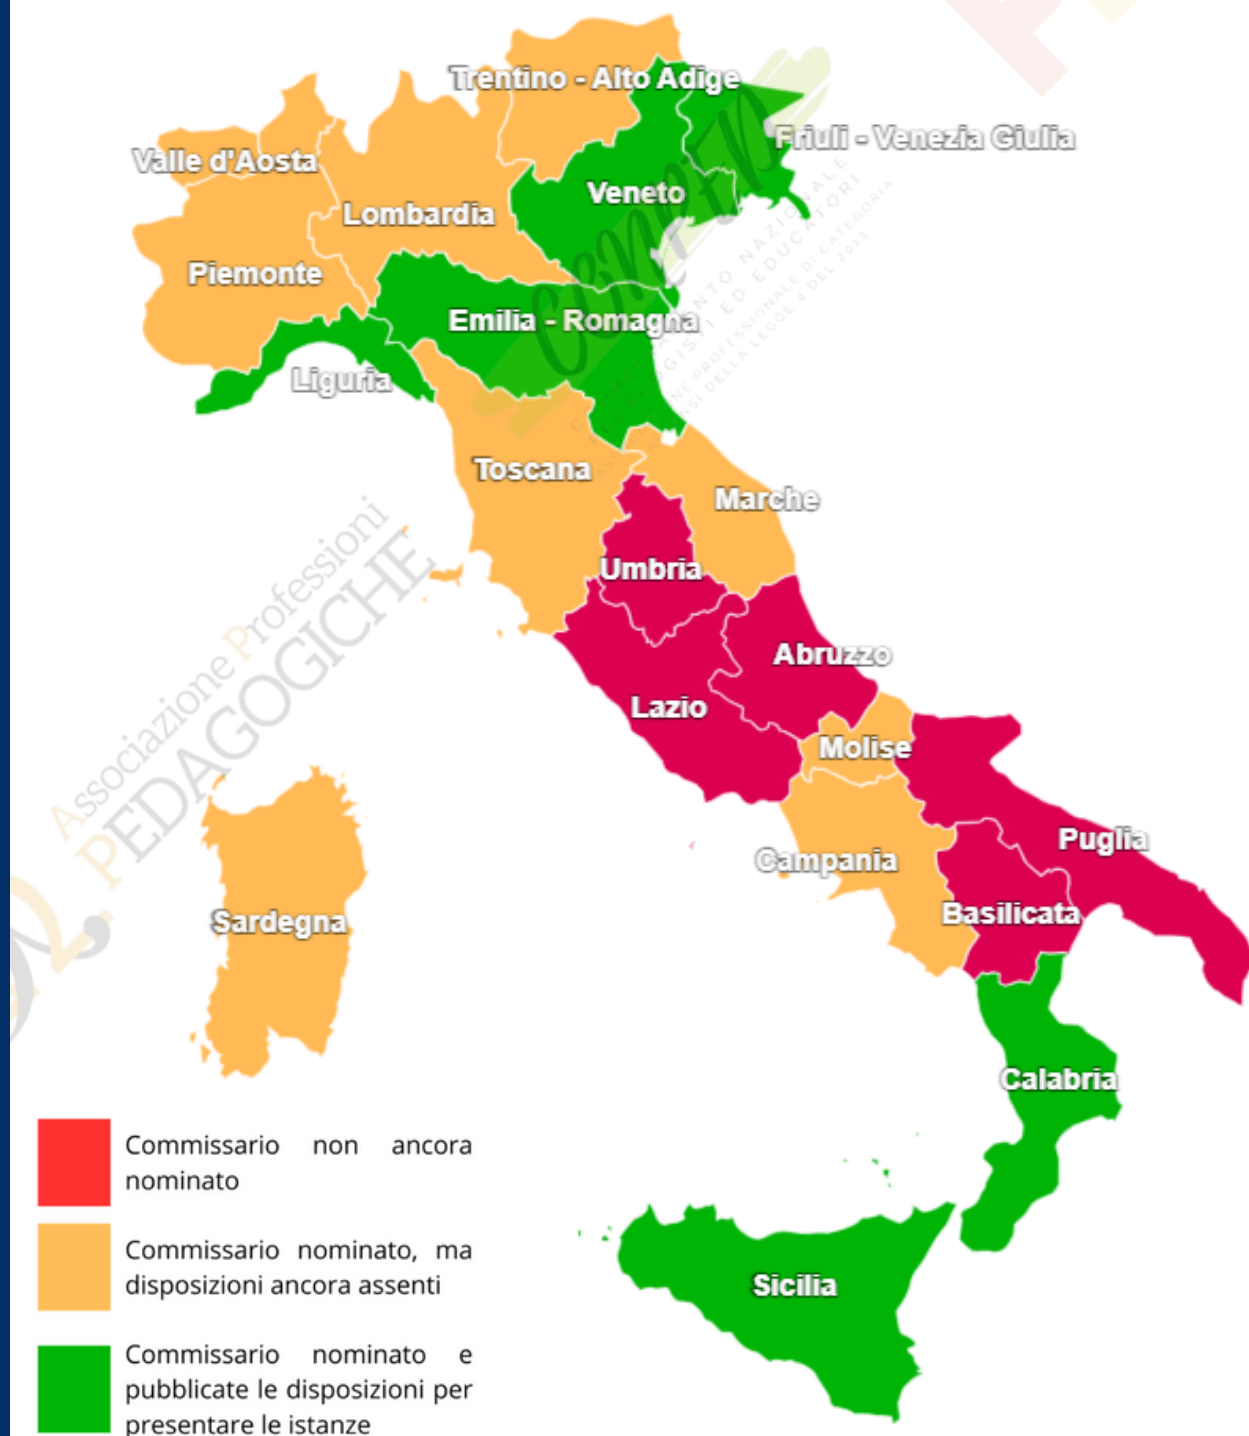 Trentino - Alto Adige
Friuli - Venezia Giulia
Valle d'Aosta
Veneto
Lombardia
Piemonte
Emilia - Romagna
Liguria
CONPED
Toscana
Marche
Umbria
Abruzzo
Lazio
Molise
Associazione Professioni
PEDAGOGICHE
Puglia
Campania
Basilicata
Sardegna
Calabria
Sicilia
Commissario non ancora
nominato
Commissario nominato, ma
disposizioni ancora assenti
Commissario nominato e
pubblicate le disposizioni per
presentare le istanze